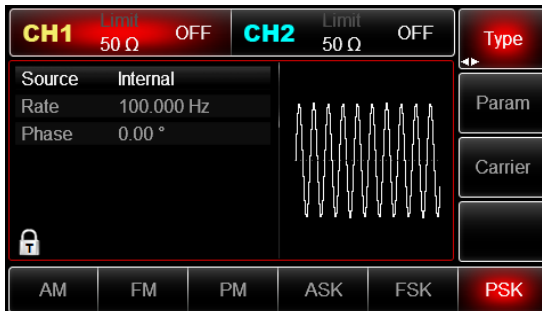 CH1 Limit 50 Ω OFF CH2 Limit 50 Ω OFF Type
Source Internal
Rate 100.000 Hz
Phase 0.00 °
Param
Carrier
T
AM FM PM ASK FSK PSK